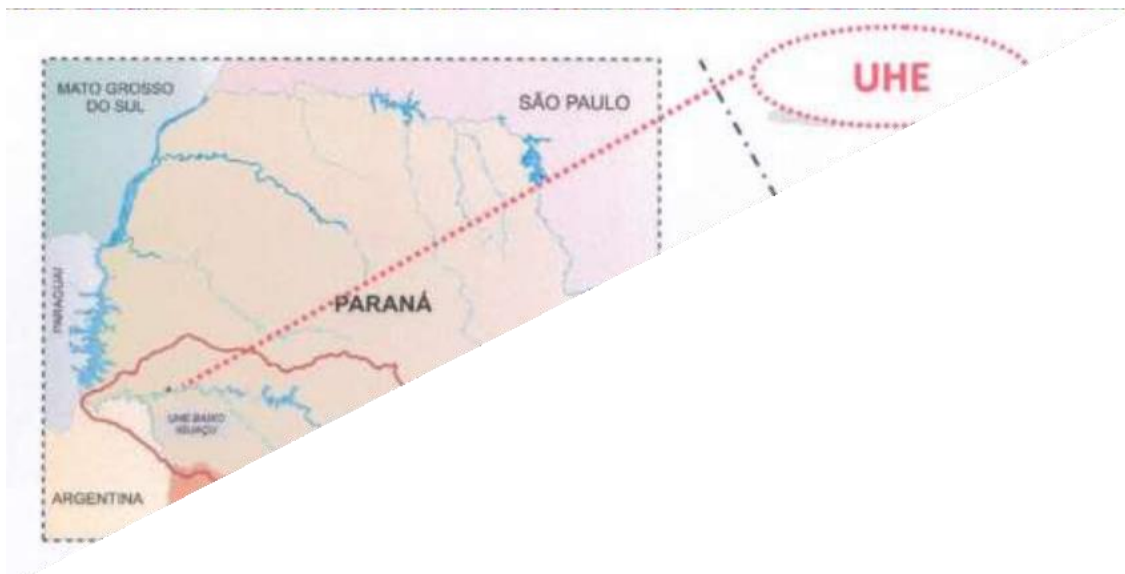 MATO GROSSO
DO SUL
SÃO PAULO
UHE
PARAGUAI
PARANÁ
UHE BAIXO
IGUAÇU
ARGENTINA